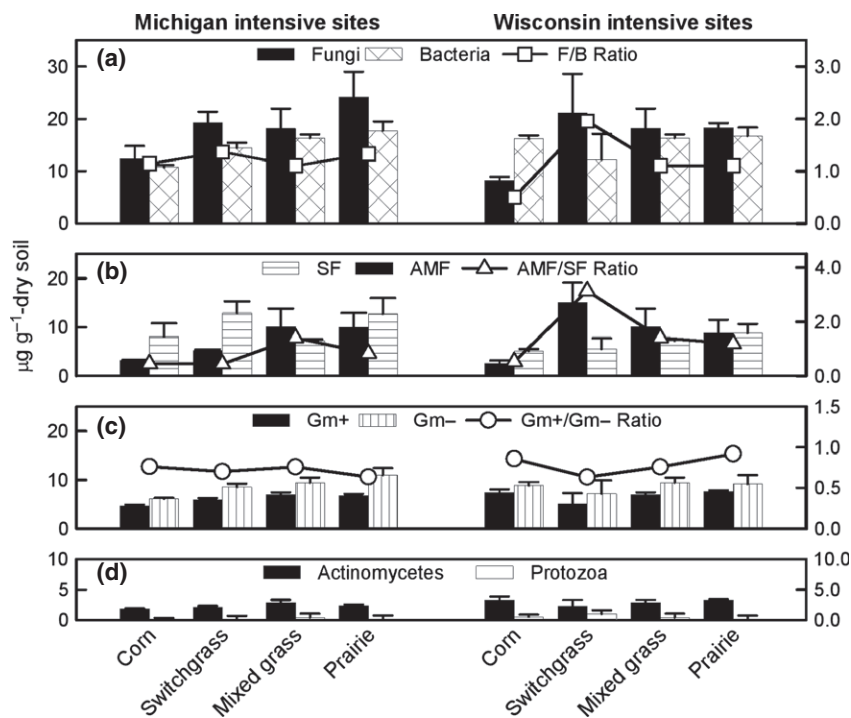 Michigan intensive sites Wisconsin intensive sites
(a) Fungi Bacteria F/B Ratio
30 3.0
20 2.0
10 1.0
0 0.0
(b) SF AMF AMF/SF Ratio
20 4.0
10 2.0
0 0.0
(c) Gm+ Gm– Gm+/Gm– Ratio
20 1.5
1.0
10 0.5
0 0.0
(d) Actinomycetes Protozoa
10 10.0
5 5.0
0 0.0
µg g⁻¹-dry soil
Corn Switchgrass Mixed grass Prairie Corn Switchgrass Mixed grass Prairie